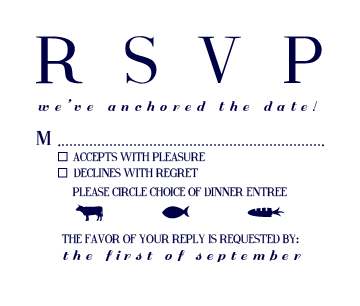 RSVP
we've anchored the date!
M
ACCEPTS WITH PLEASURE
DECLINES WITH REGRET
PLEASE CIRCLE CHOICE OF DINNER ENTREE
THE FAVOR OF YOUR REPLY IS REQUESTED BY:
the first of september